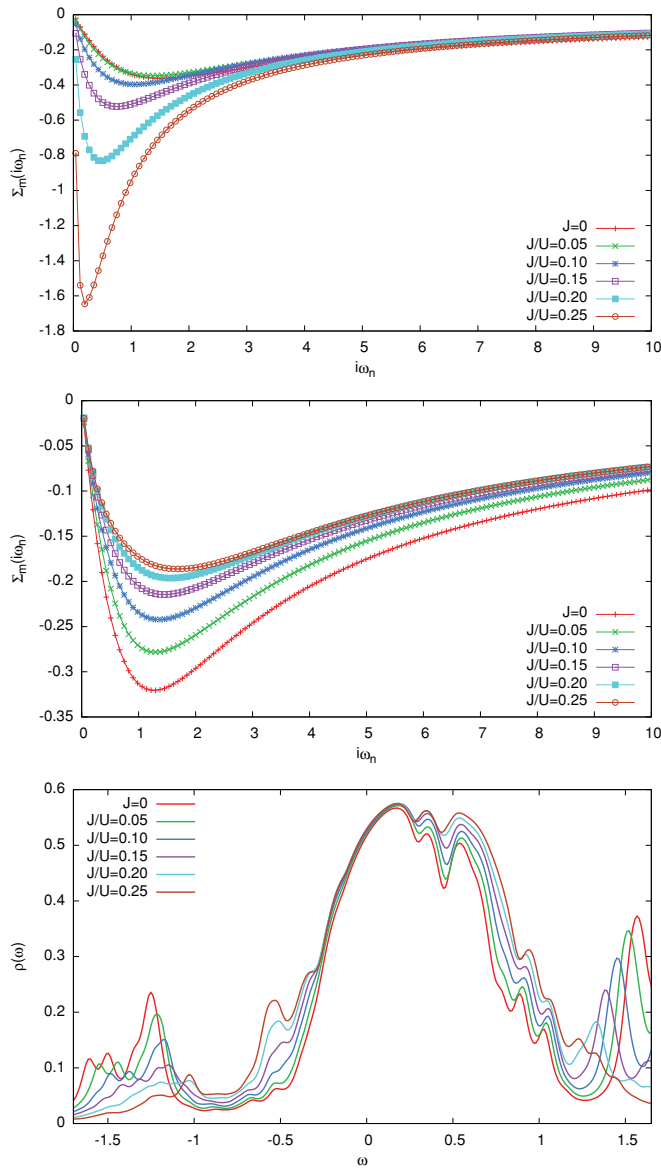 0
-0.2
-0.4
-0.6
-0.8
-1
-1.2
-1.4
-1.6
-1.8
Σm(iωn)
J=0
J/U=0.05
J/U=0.10
J/U=0.15
J/U=0.20
J/U=0.25
0 1 2 3 4 5 6 7 8 9 10
iωn
0
-0.05
-0.1
-0.15
-0.2
-0.25
-0.3
-0.35
Σm(iωn)
J=0
J/U=0.05
J/U=0.10
J/U=0.15
J/U=0.20
J/U=0.25
0 1 2 3 4 5 6 7 8 9 10
iωn
0.6
0.5
0.4
0.3
0.2
0.1
0
ρ(ω)
J=0
J/U=0.05
J/U=0.10
J/U=0.15
J/U=0.20
J/U=0.25
-1.5 -1 -0.5 0 0.5 1 1.5
ω